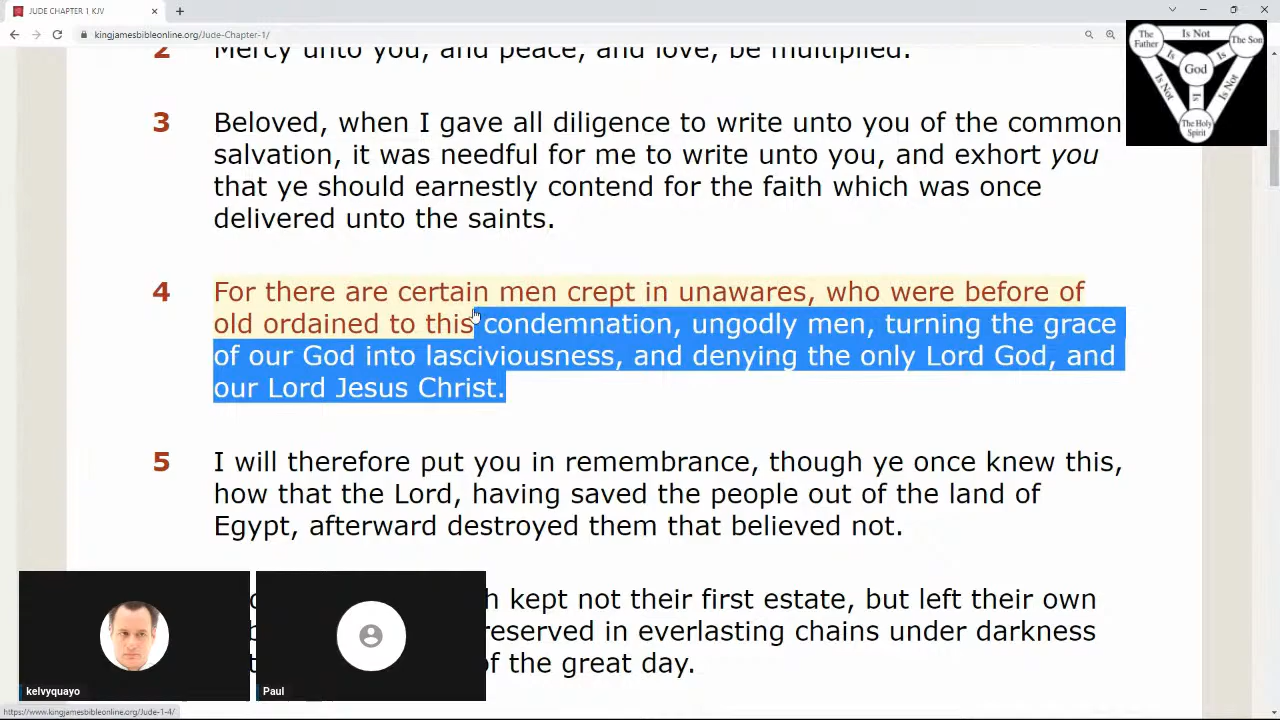 JUDE CHAPTER 1 KJV
kingjamesbibleonline.org/Jude-Chapter-1/
The Father
Is Not
The Son
Is
God
Is
Is Not
Is
Is Not
The Holy Spirit
2 Mercy unto you, and peace, and love, be multiplied.
3 Beloved, when I gave all diligence to write unto you of the common
salvation, it was needful for me to write unto you, and exhort you
that ye should earnestly contend for the faith which was once
delivered unto the saints.
4 For there are certain men crept in unawares, who were before of
old ordained to this condemnation, ungodly men, turning the grace
of our God into lasciviousness, and denying the only Lord God, and
our Lord Jesus Christ.
5 I will therefore put you in remembrance, though ye once knew this,
how that the Lord, having saved the people out of the land of
Egypt, afterward destroyed them that believed not.
kept not their first estate, but left their own
reserved in everlasting chains under darkness
of the great day.
kelvyquayo
Paul
https://www.kingjamesbibleonline.org/Jude-1-4/